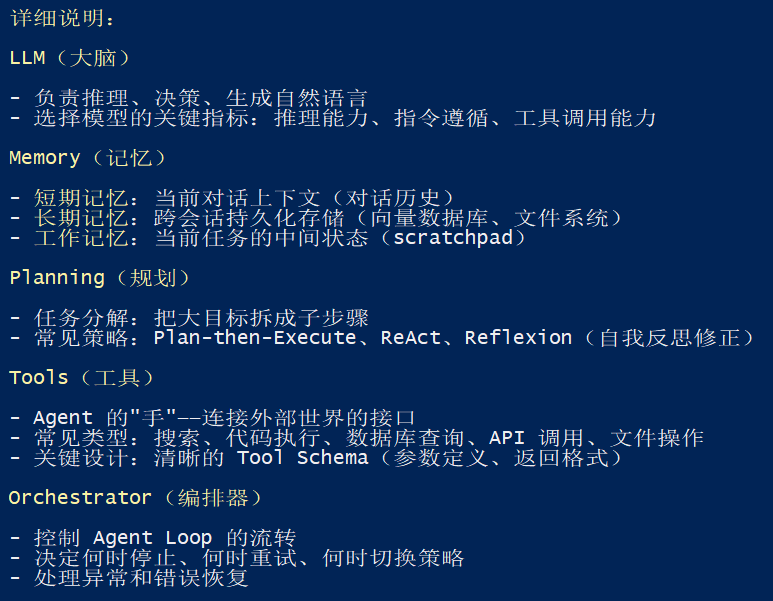 详细说明：
LLM（大脑）
- 负责推理、决策、生成自然语言
- 选择模型的关键指标：推理能力、指令遵循、工具调用能力
Memory（记忆）
- 短期记忆：当前对话上下文（对话历史）
- 长期记忆：跨会话持久化存储（向量数据库、文件系统）
- 工作记忆：当前任务的中间状态（scratchpad）
Planning（规划）
- 任务分解：把大目标拆成子步骤
- 常见策略：Plan-then-Execute、ReAct、Reflexion（自我反思修正）
Tools（工具）
- Agent 的"手"——连接外部世界的接口
- 常见类型：搜索、代码执行、数据库查询、API 调用、文件操作
- 关键设计：清晰的 Tool Schema（参数定义、返回格式）
Orchestrator（编排器）
- 控制 Agent Loop 的流转
- 决定何时停止、何时重试、何时切换策略
- 处理异常和错误恢复